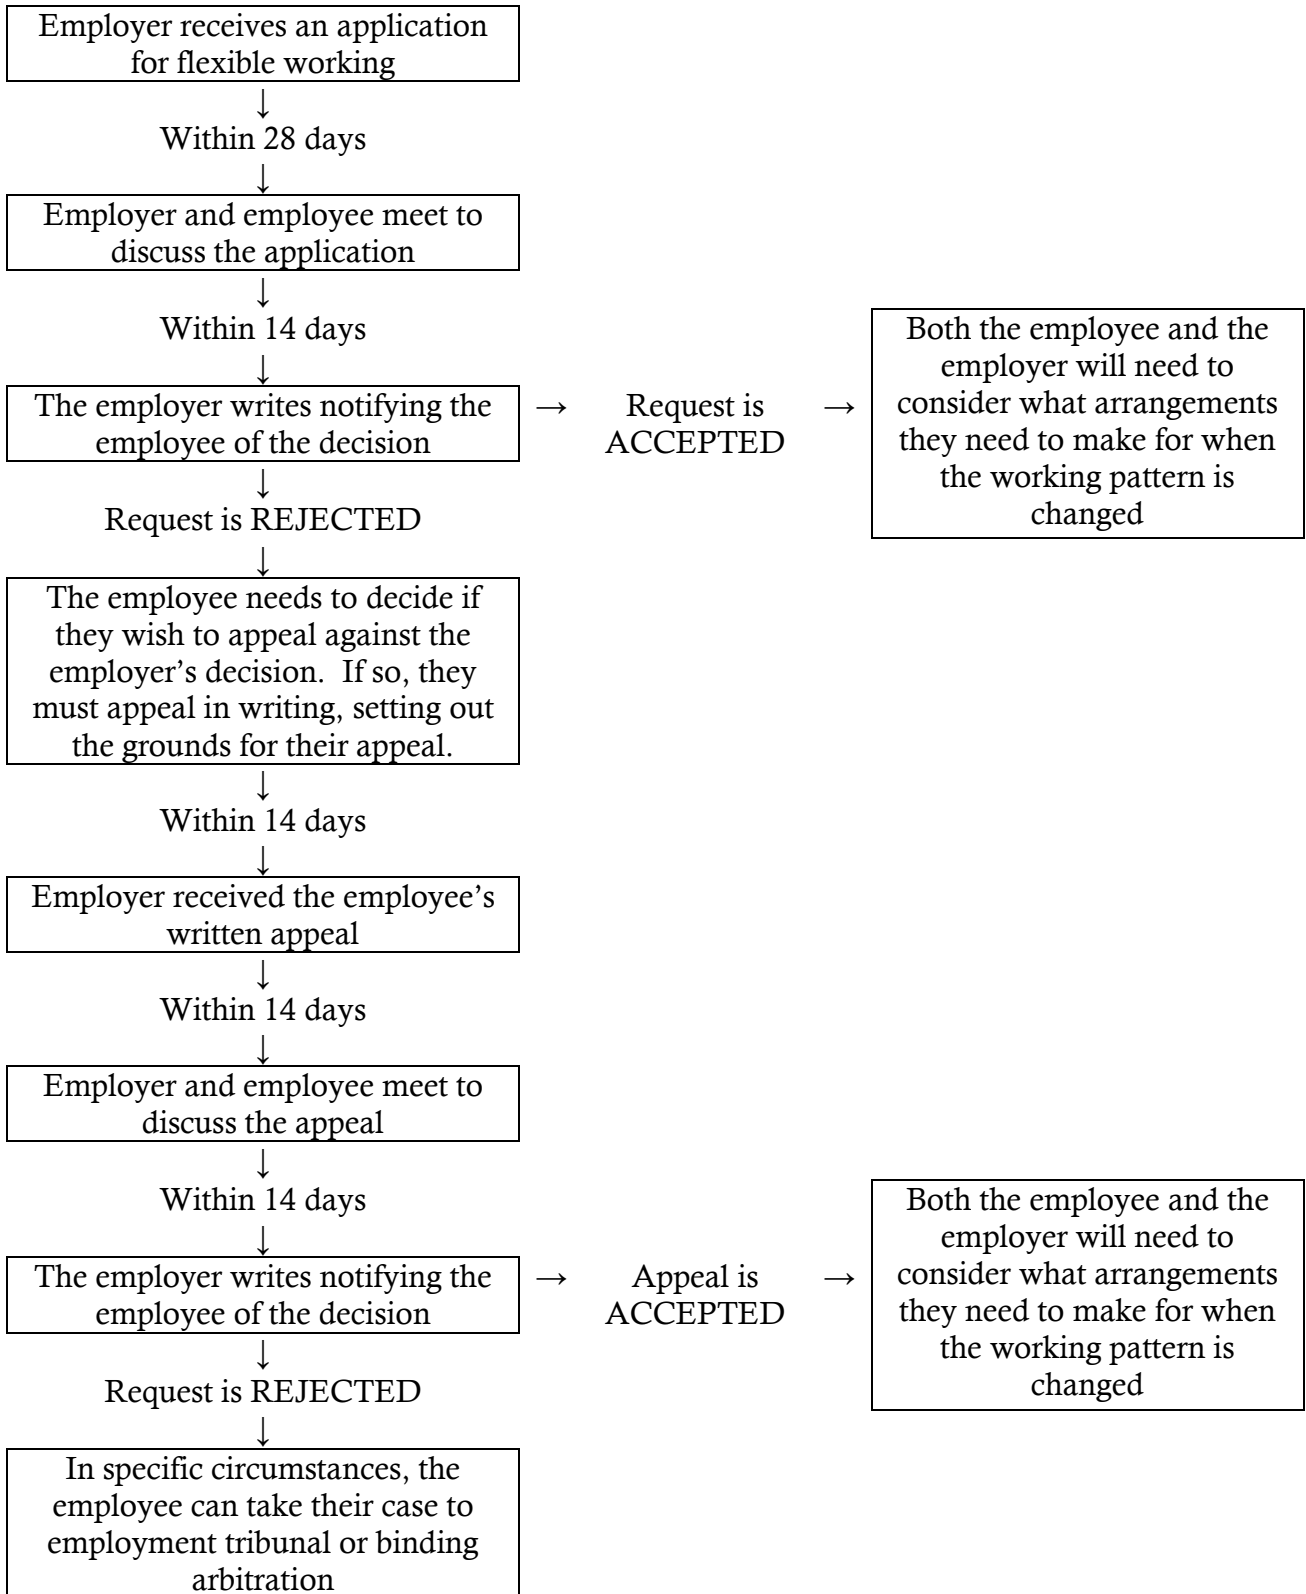 Employer receives an application
for flexible working
↓
Within 28 days
↓
Employer and employee meet to
discuss the application
↓
Within 14 days
↓
The employer writes notifying the
employee of the decision
→
Request is
ACCEPTED
→
Both the employee and the
employer will need to
consider what arrangements
they need to make for when
the working pattern is
changed
↓
Request is REJECTED
↓
The employee needs to decide if
they wish to appeal against the
employer’s decision.  If so, they
must appeal in writing, setting out
the grounds for their appeal.
↓
Within 14 days
↓
Employer received the employee’s
written appeal
↓
Within 14 days
↓
Employer and employee meet to
discuss the appeal
↓
Within 14 days
↓
The employer writes notifying the
employee of the decision
→
Appeal is
ACCEPTED
→
Both the employee and the
employer will need to
consider what arrangements
they need to make for when
the working pattern is
changed
↓
Request is REJECTED
↓
In specific circumstances, the
employee can take their case to
employment tribunal or binding
arbitration